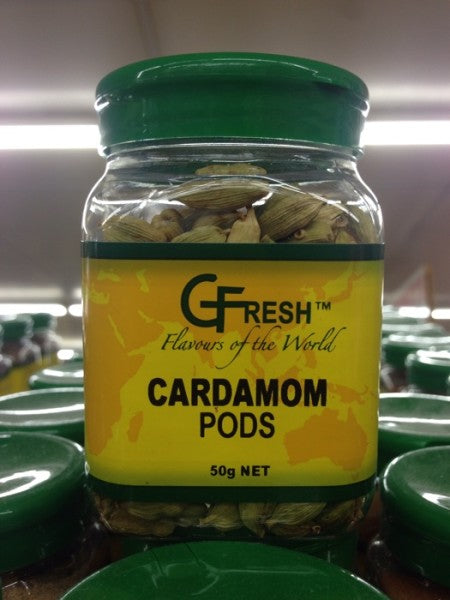 GFRESH™
Flavours of the World
CARDAMOM
PODS
50g NET